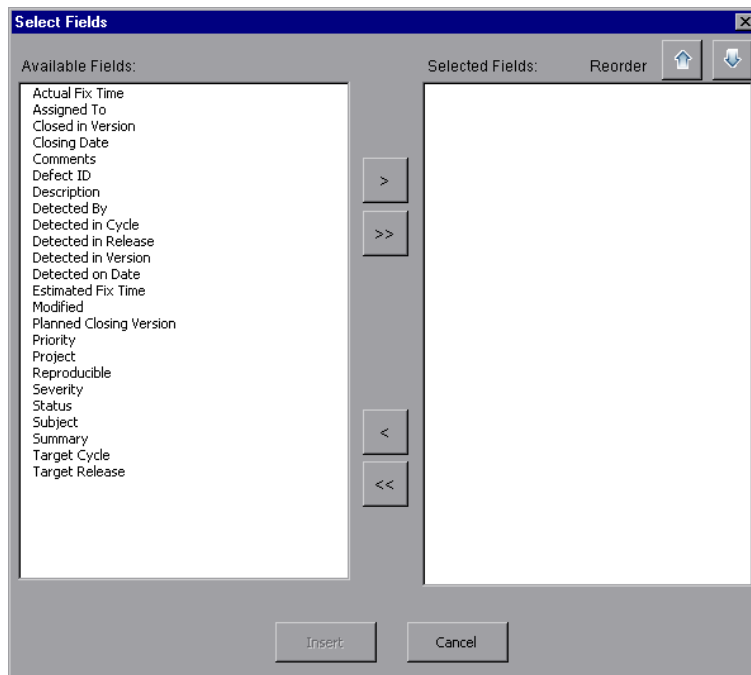 Select Fields
Available Fields:
Selected Fields:
Reorder
Actual Fix Time
Assigned To
Closed in Version
Closing Date
Comments
Defect ID
Description
Detected By
Detected in Cycle
Detected in Release
Detected in Version
Detected on Date
Estimated Fix Time
Modified
Planned Closing Version
Priority
Project
Reproducible
Severity
Status
Subject
Summary
Target Cycle
Target Release
>
>>
<
<<
Insert
Cancel